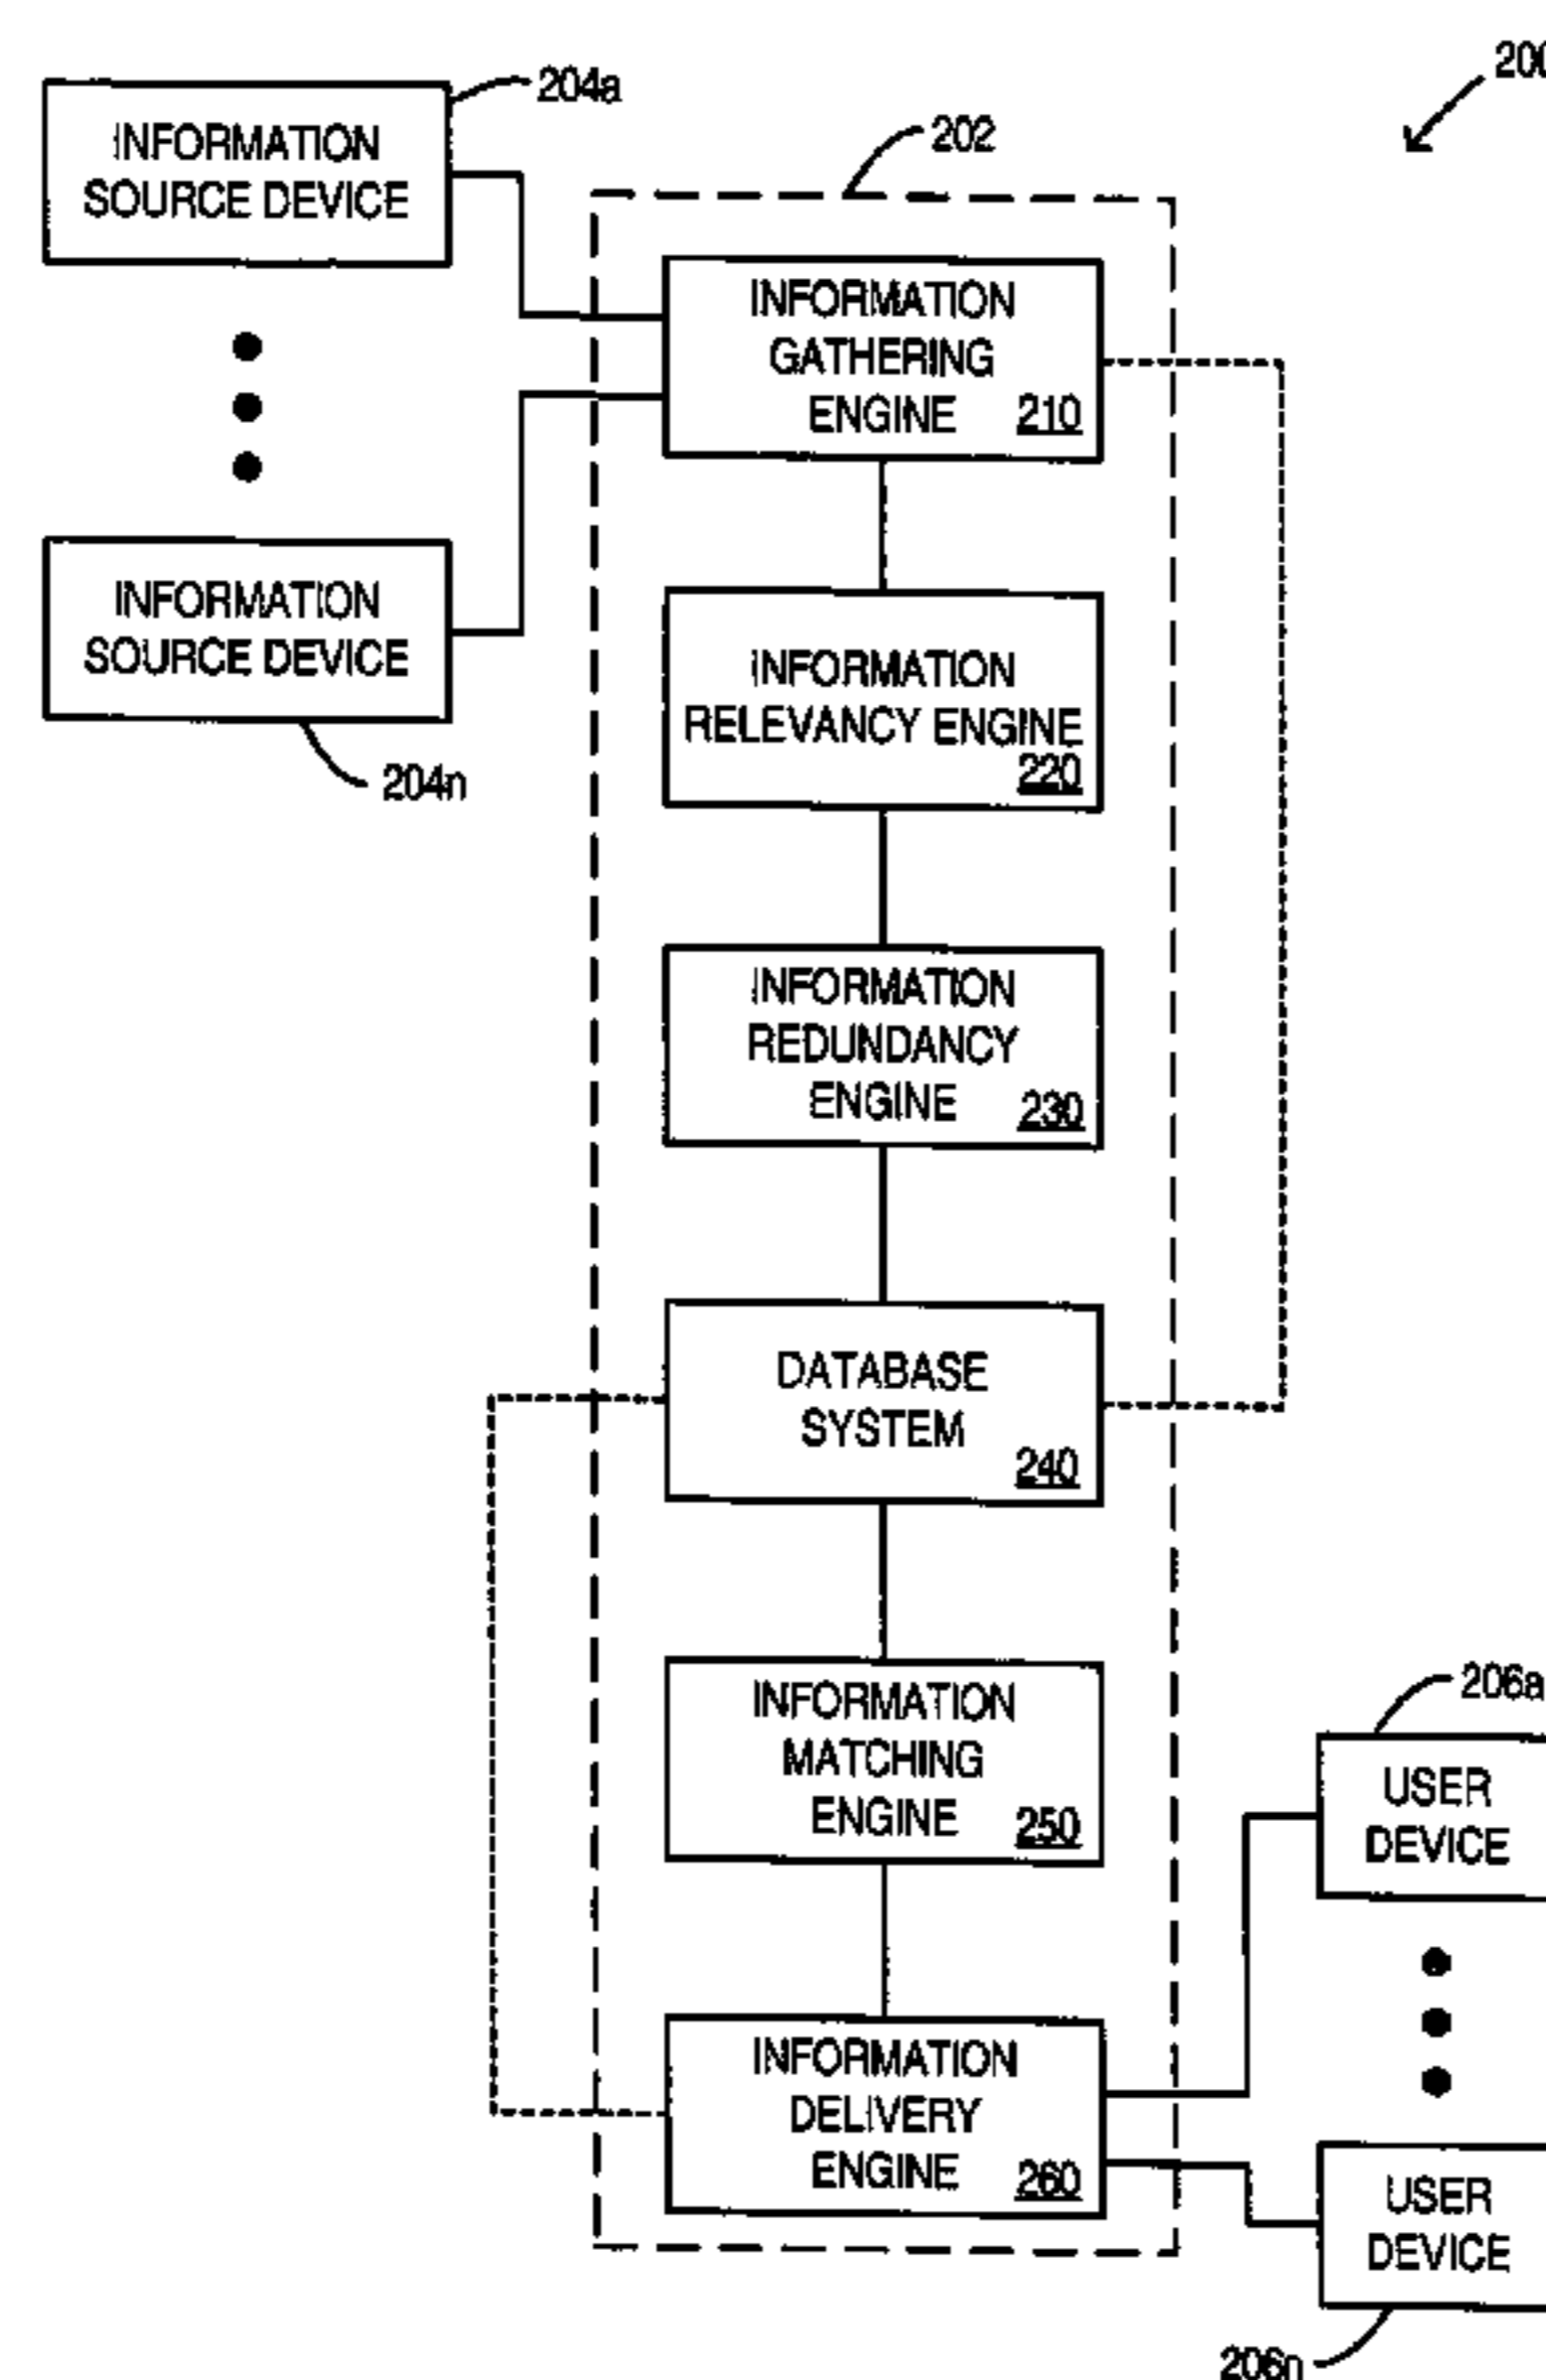 200
204a
INFORMATION
SOURCE DEVICE
202
INFORMATION
GATHERING
ENGINE 210
INFORMATION
SOURCE DEVICE
204n
INFORMATION
RELEVANCY ENGINE
220
INFORMATION
REDUNDANCY
ENGINE 230
DATABASE
SYSTEM
240
INFORMATION
MATCHING
ENGINE 250
206a
USER
DEVICE
INFORMATION
DELIVERY
ENGINE 260
USER
DEVICE
206n